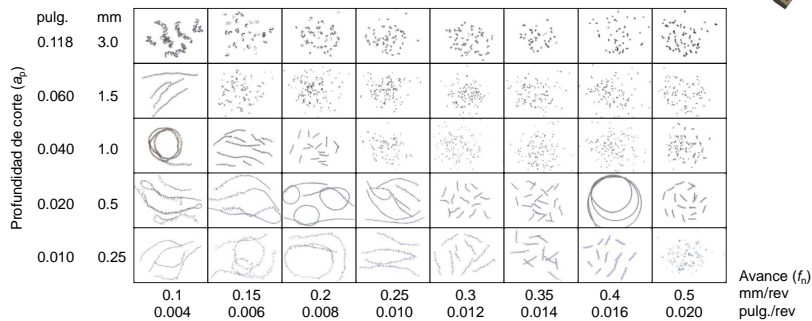 pulg. mm
0.118 3.0
0.060 1.5
0.040 1.0
0.020 0.5
0.010 0.25
Profundidad de corte (ap)
0.1 0.15 0.2 0.25 0.3 0.35 0.4 0.5
0.004 0.006 0.008 0.010 0.012 0.014 0.016 0.020
Avance (fn)
mm/rev
pulg./rev